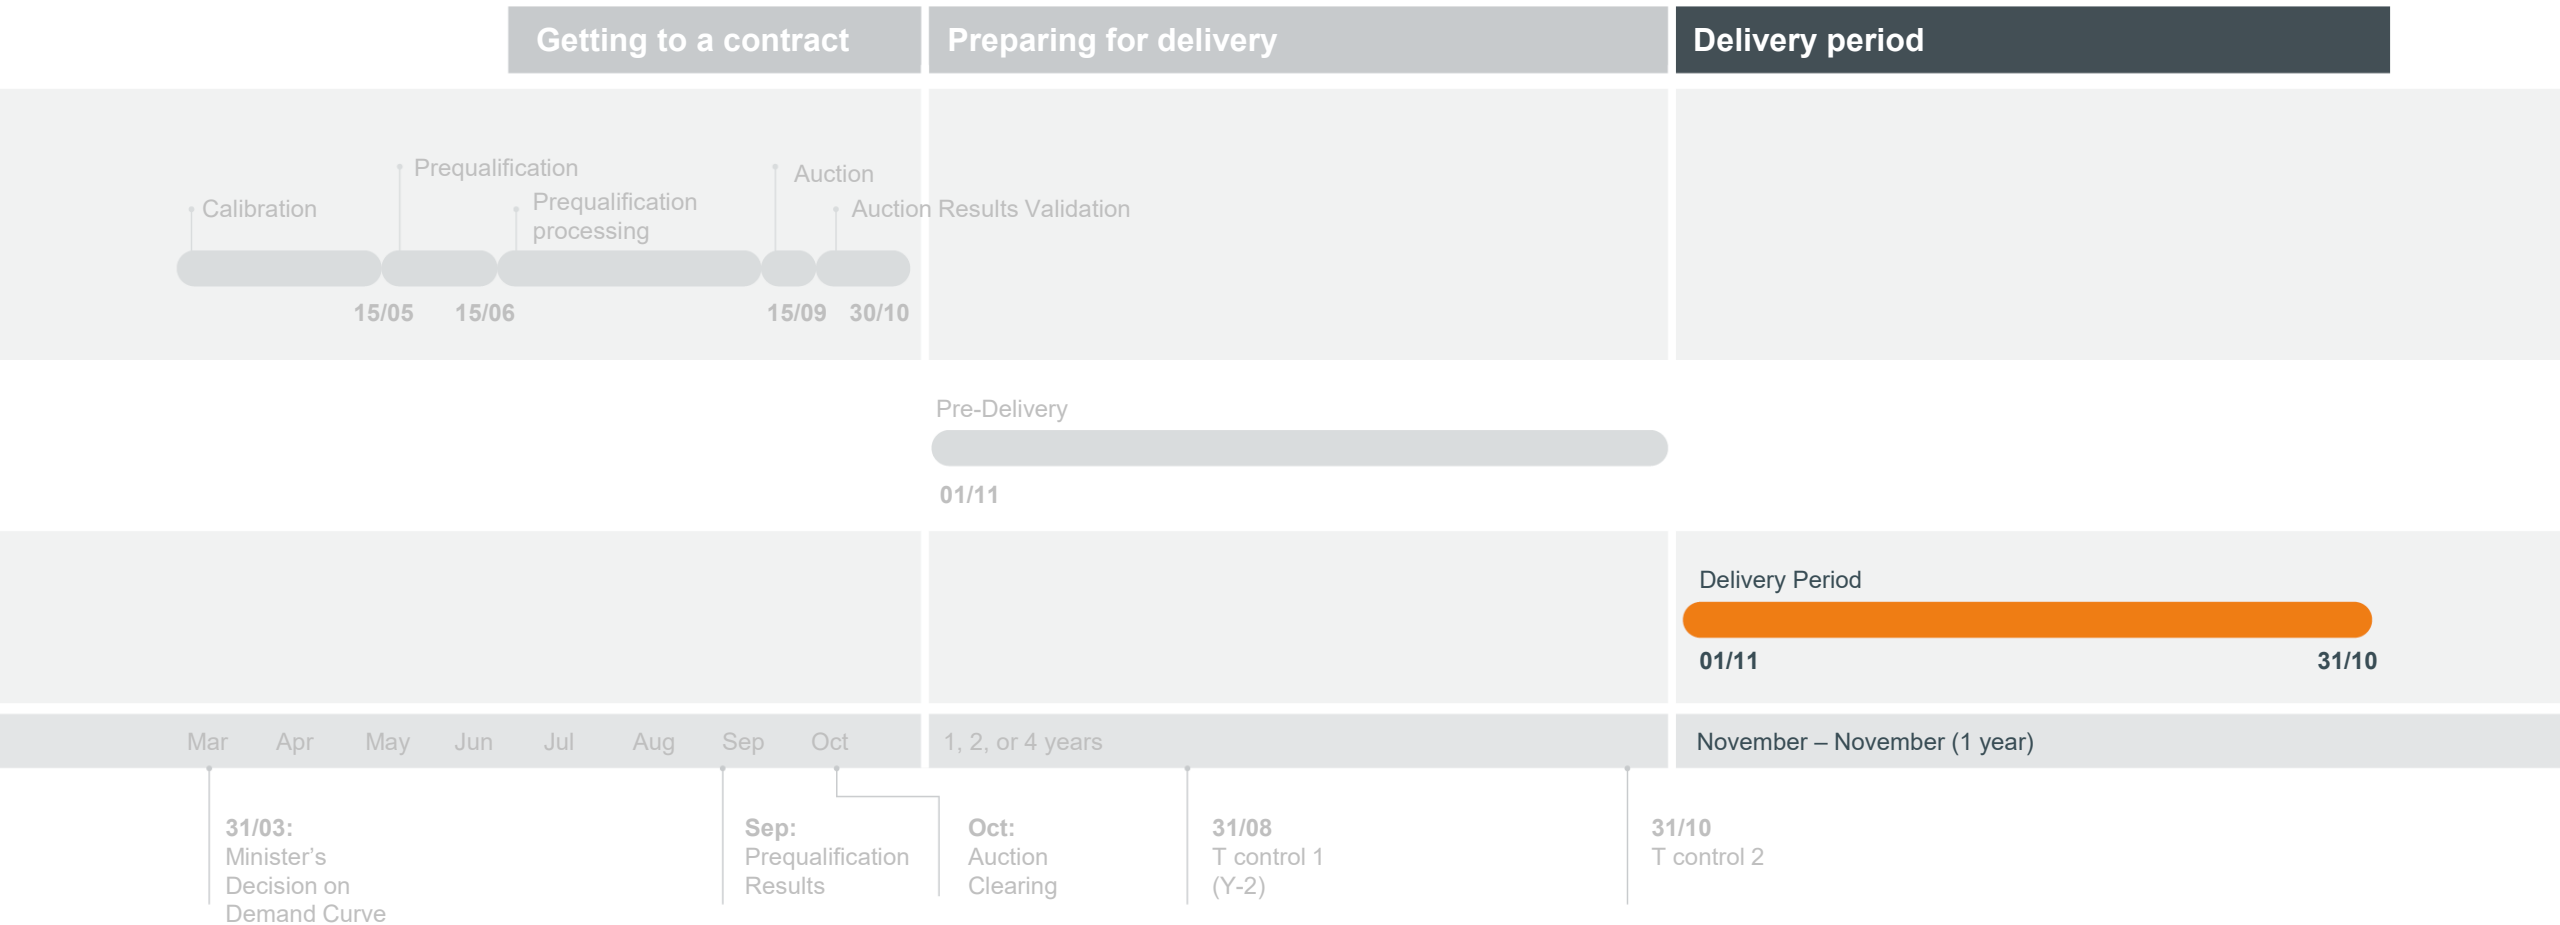 Getting to a contract
Preparing for delivery
Delivery period
Prequalification
Auction
Calibration
Prequalification
processing
Auction Results Validation
15/05
15/06
15/09
30/10
Pre-Delivery
01/11
Delivery Period
01/11
31/10
Mar
Apr
May
Jun
Jul
Aug
Sep
Oct
1, 2, or 4 years
November – November (1 year)
31/03:
Minister’s
Decision on
Demand Curve
Sep:
Prequalification
Results
Oct:
Auction
Clearing
31/08
T control 1
(Y-2)
31/10
T control 2